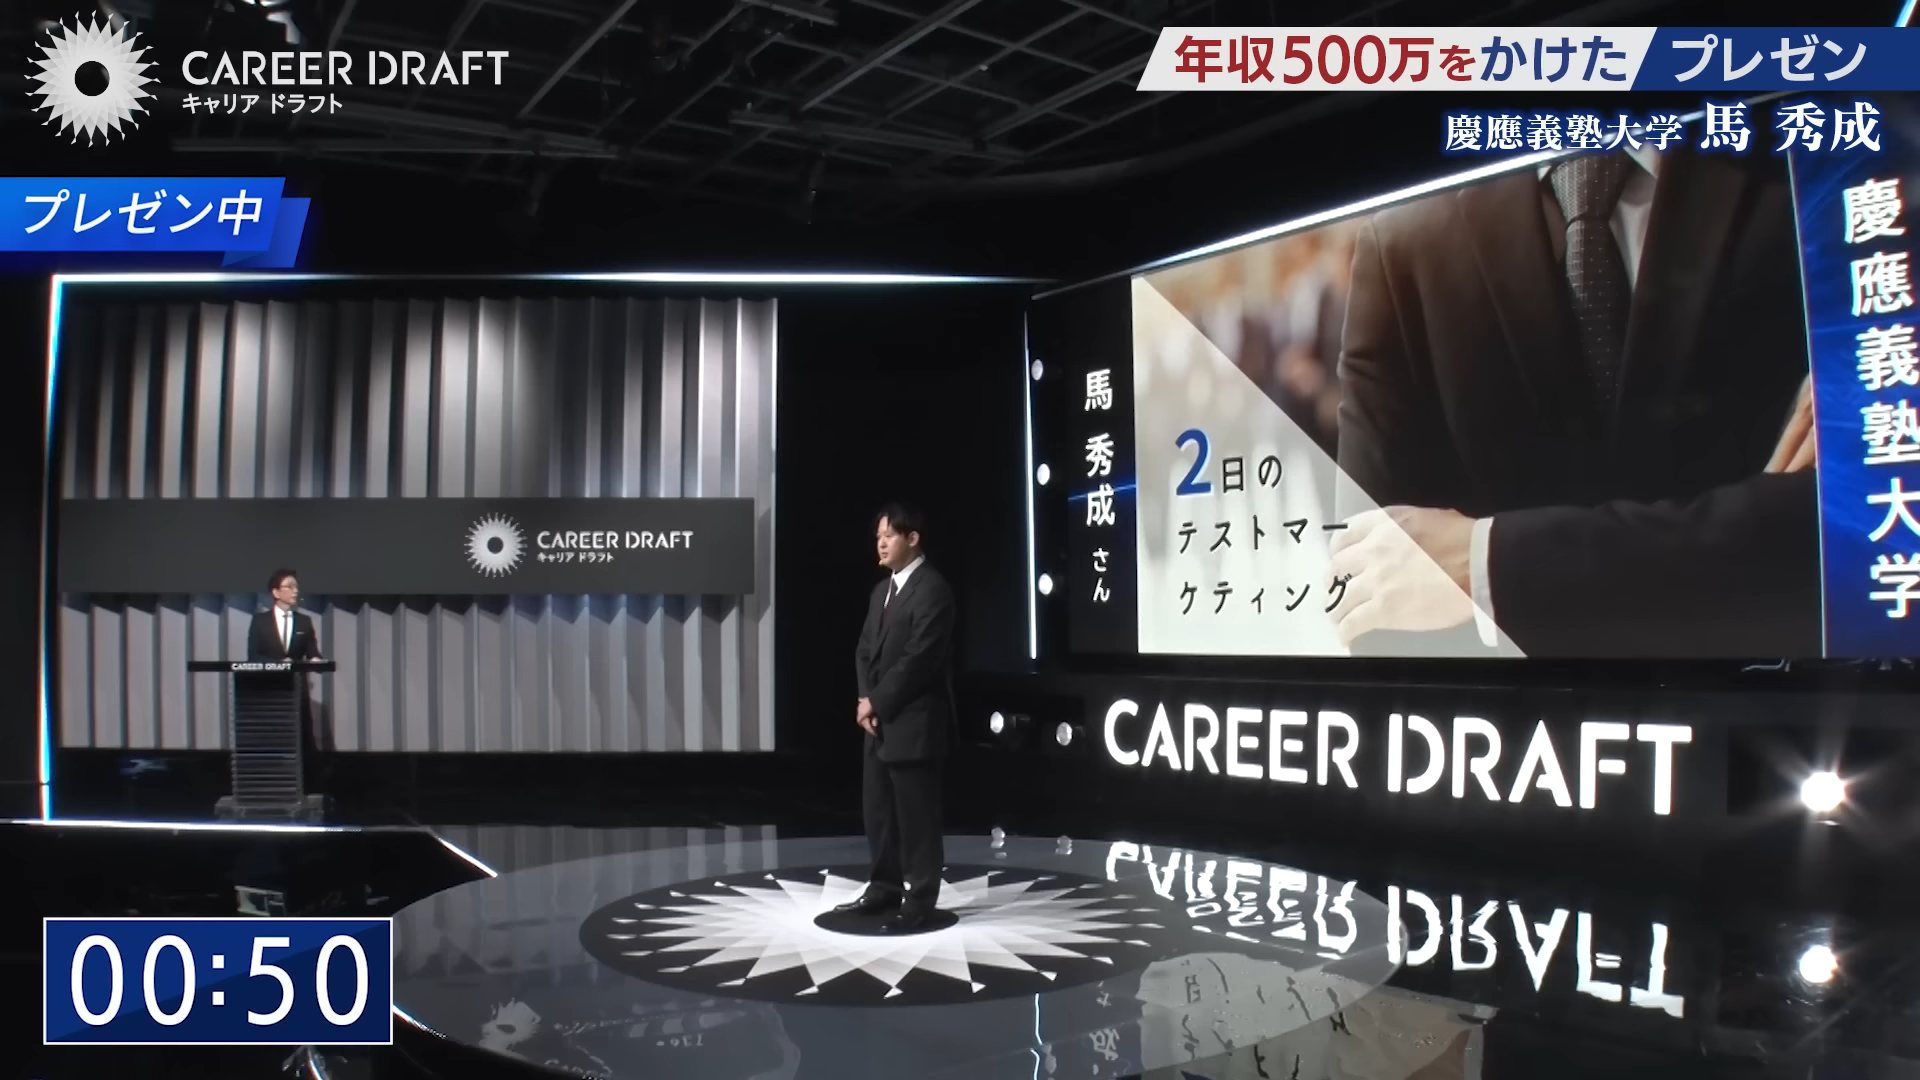 CAREER DRAFT
キャリア ドラフト
年収500万をかけた プレゼン
慶應義塾大学 馬 秀成
プレゼン中
慶應義塾大学
馬 秀成 さん
2日の
テストマー
ケティング
CAREER DRAFT
キャリア ドラフト
CAREER DRAFT
CAREER DRAFT
00:50